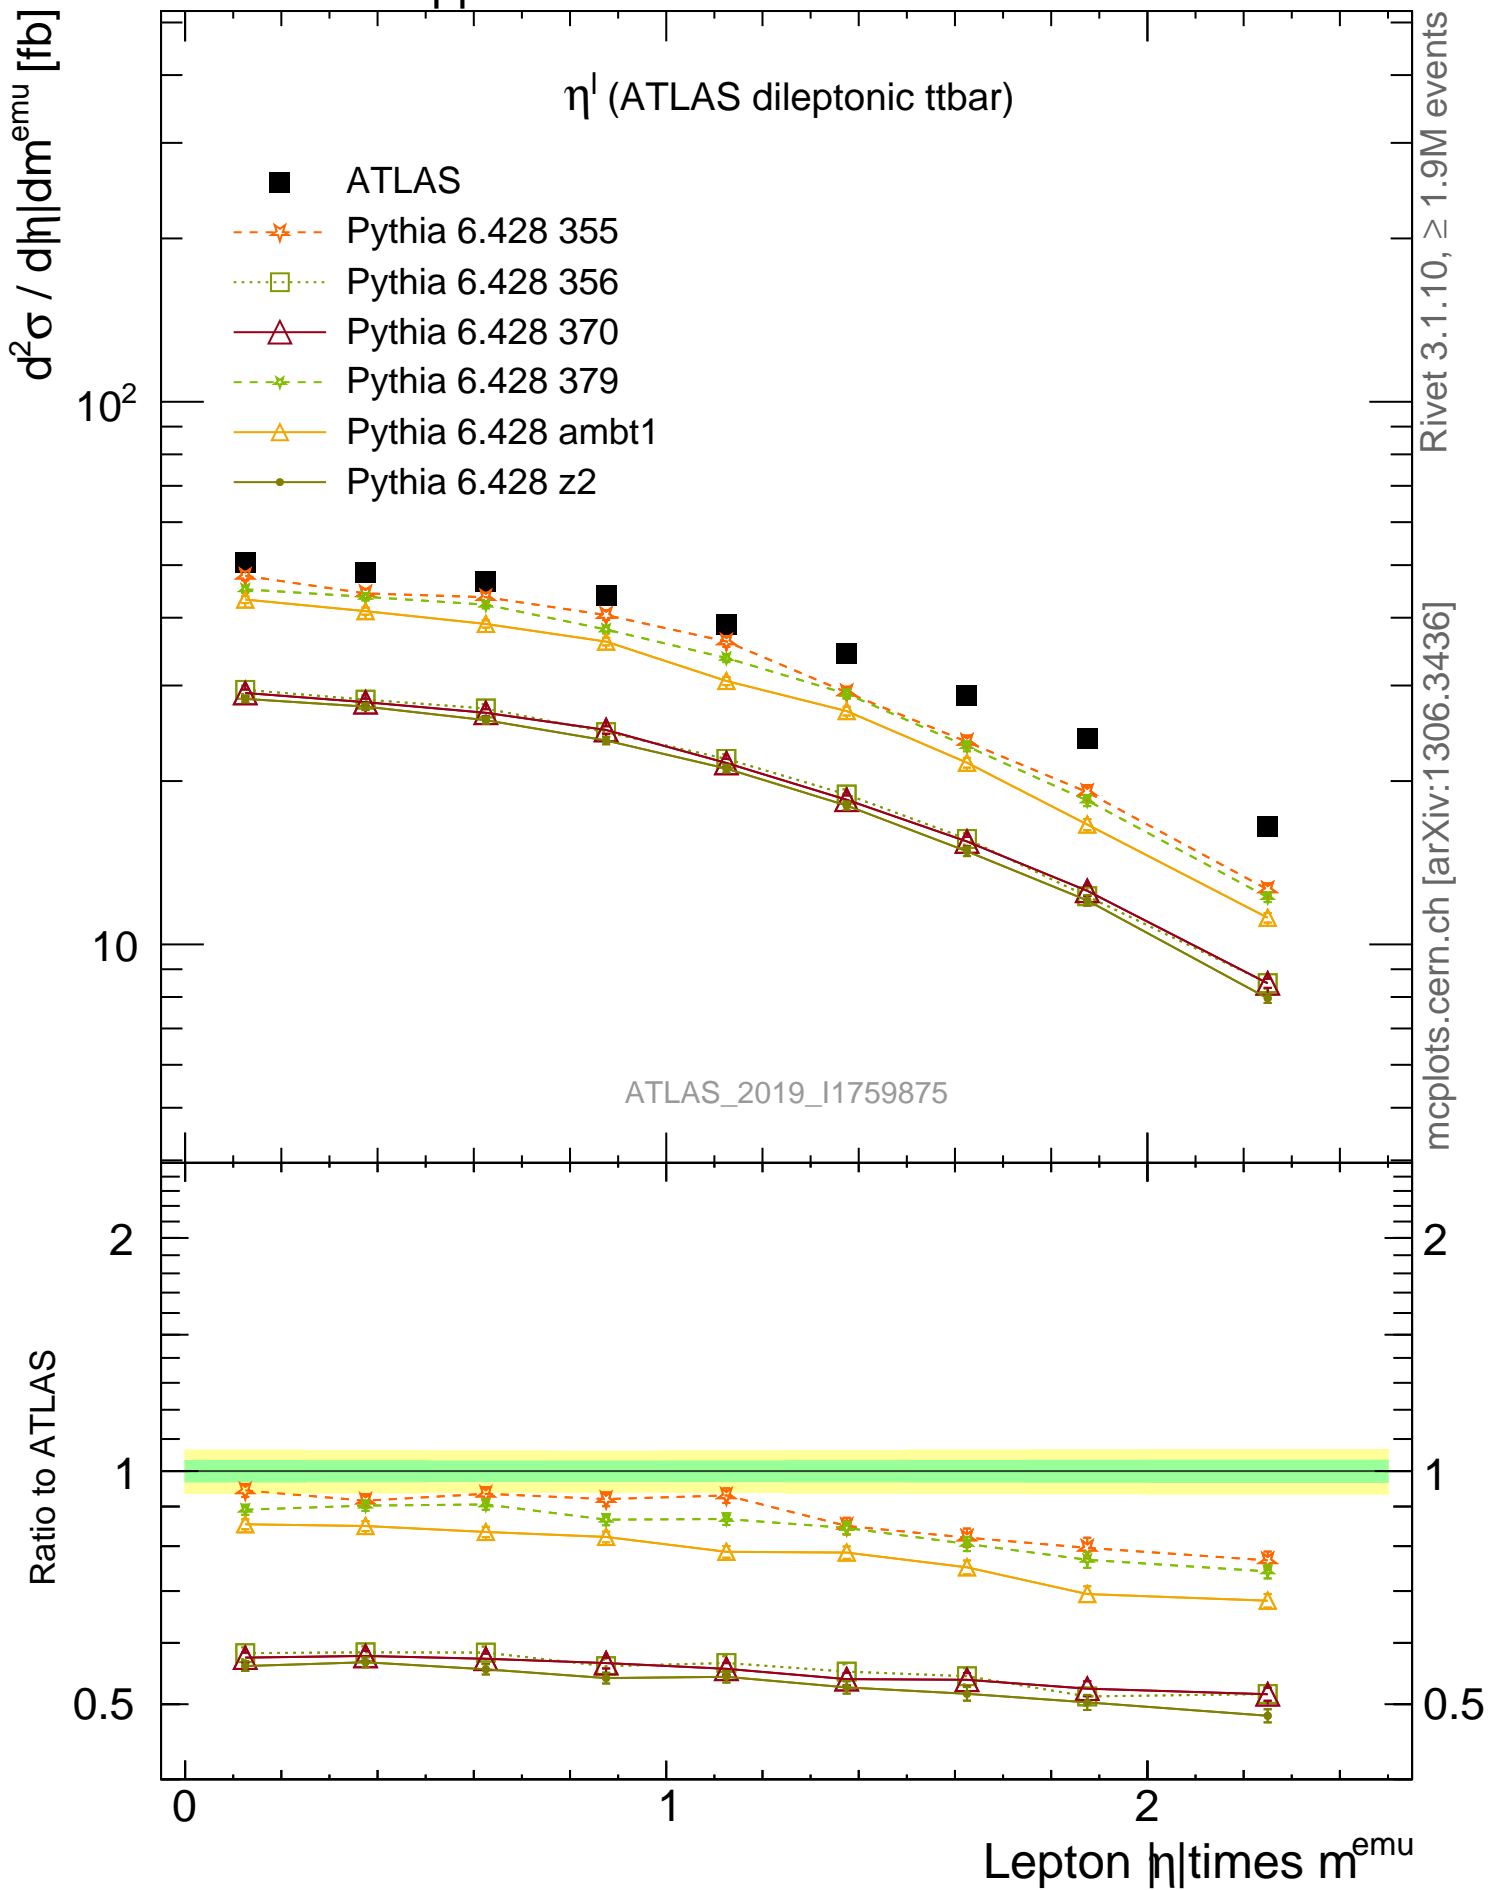 d²σ / d|η|dm^emu [fb]
η^l (ATLAS dileptonic ttbar)
ATLAS
Pythia 6.428 355
Pythia 6.428 356
Pythia 6.428 370
Pythia 6.428 379
Pythia 6.428 ambt1
Pythia 6.428 z2
10²
10
ATLAS_2019_I1759875
Rivet 3.1.10, ≥ 1.9M events
mcplots.cern.ch [arXiv:1306.3436]
Ratio to ATLAS
2
1
0.5
2
1
0.5
0 1 2
Lepton |η|times m^emu